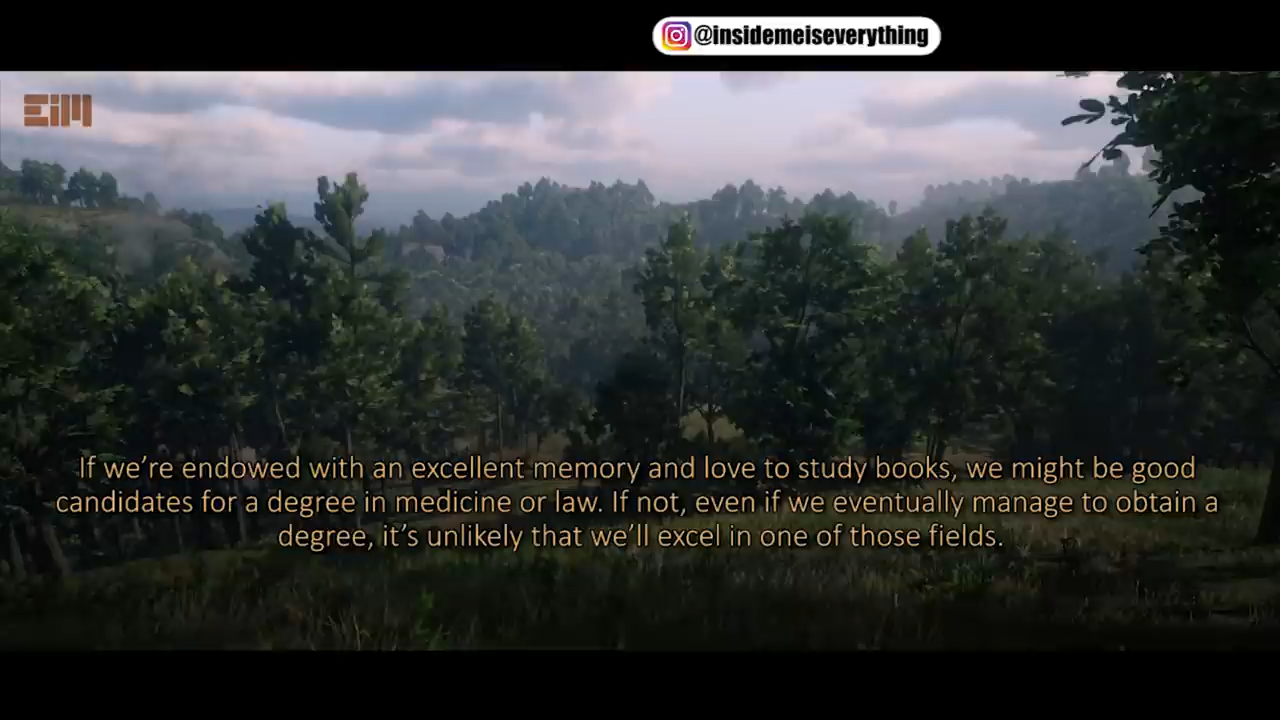 @insidemeiseverything
EiM
If we’re endowed with an excellent memory and love to study books, we might be good
candidates for a degree in medicine or law. If not, even if we eventually manage to obtain a
degree, it’s unlikely that we’ll excel in one of those fields.